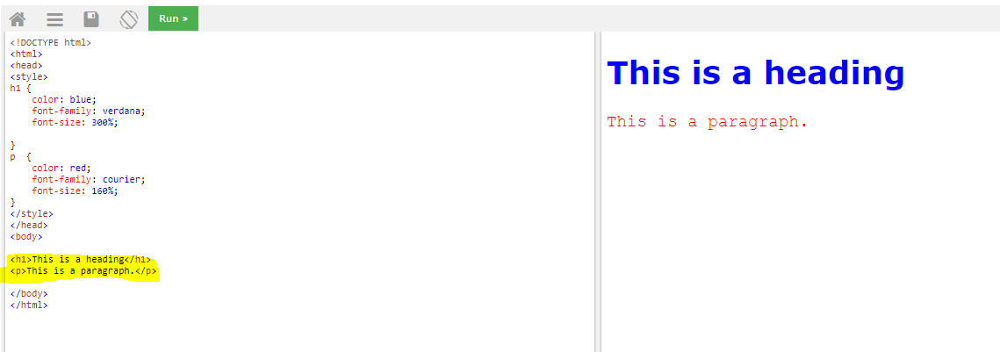 Run »
<!DOCTYPE html>
<html>
<head>
<style>
h1 {
    color: blue;
    font-family: verdana;
    font-size: 300%;
}
p  {
    color: red;
    font-family: courier;
    font-size: 160%;
}
</style>
</head>
<body>
<h1>This is a heading</h1>
<p>This is a paragraph.</p>
</body>
</html>
This is a heading
This is a paragraph.